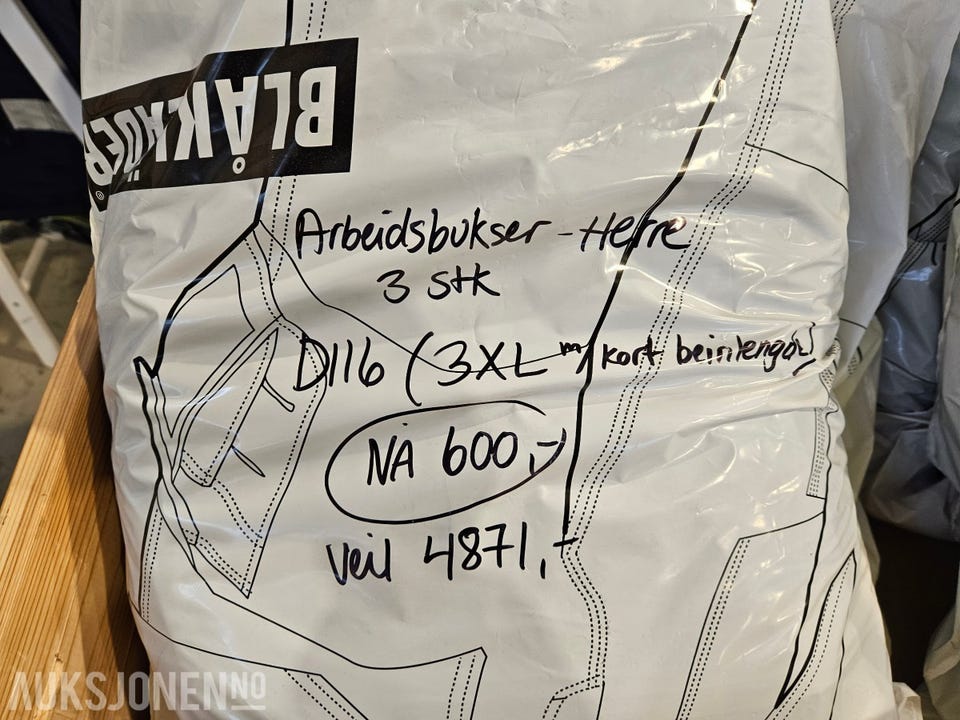 BLÅKLÄDER®
Arbeidsbukser - Herre
3 stk
D116 (3XL m/ kort beinlengde)
NÅ 600,-
Veil 4871,-
AUKSJONEN NO